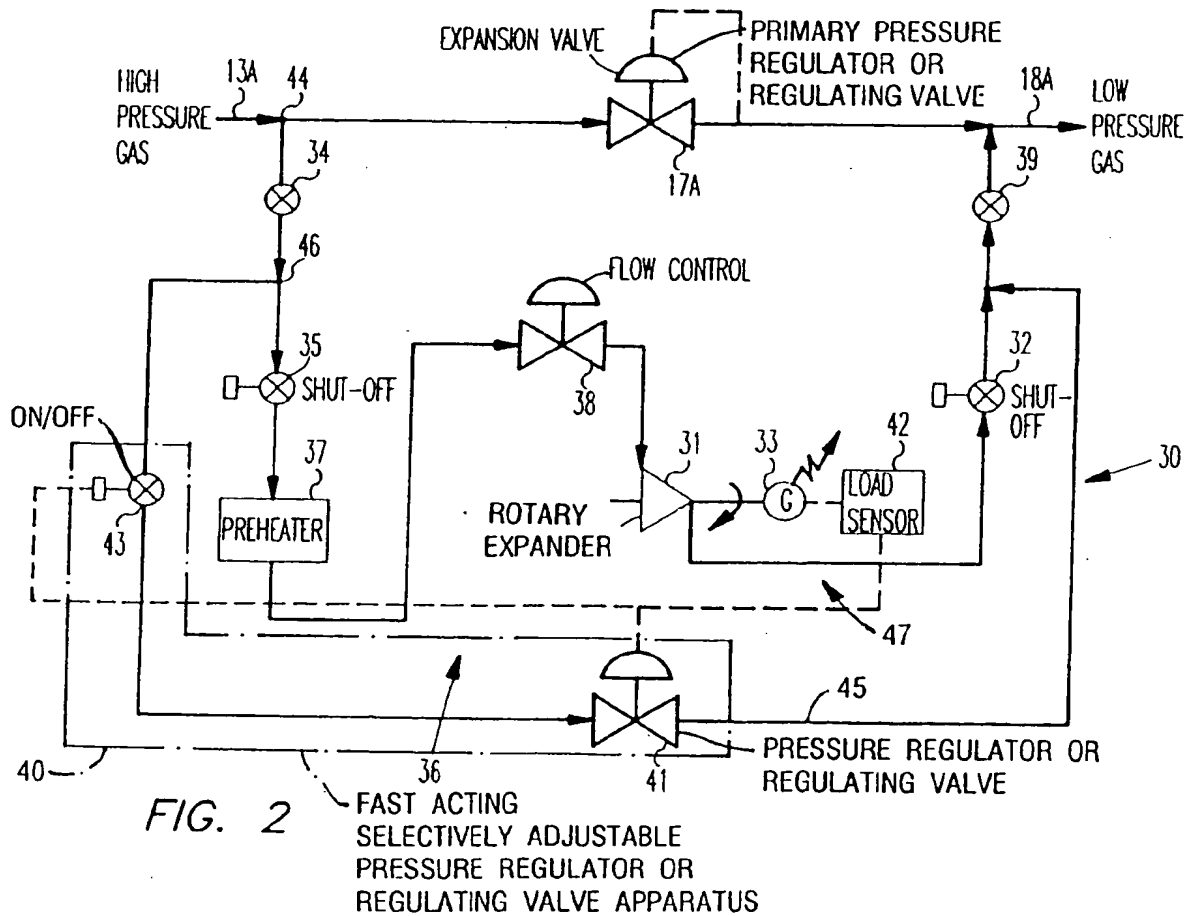 EXPANSION VALVE
PRIMARY PRESSURE
REGULATOR OR
REGULATING VALVE
HIGH
PRESSURE
GAS
13A
44
17A
18A
LOW
PRESSURE
GAS
34
39
46
FLOW CONTROL
38
35
SHUT-OFF
32
SHUT-
OFF
ON/OFF
43
37
PREHEATER
31
33
G
42
LOAD
SENSOR
30
ROTARY
EXPANDER
47
45
40
36
41
PRESSURE REGULATOR OR
REGULATING VALVE
FIG. 2
FAST ACTING
SELECTIVELY ADJUSTABLE
PRESSURE REGULATOR OR
REGULATING VALVE APPARATUS